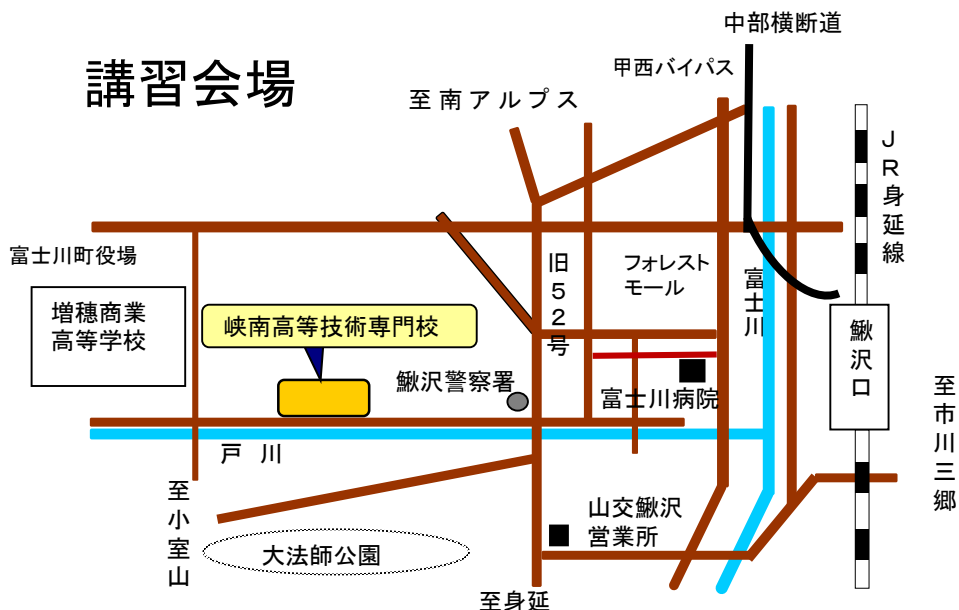 中部横断道
甲西バイパス
講習会場
至南アルプス
JR身延線
富士川町役場
旧52号
フォレスト
モール
富士川
増穂商業
高等学校
峡南高等技術専門校
鰍沢口
鰍沢警察署
富士川病院
至市川三郷
戸川
至小室山
山交鰍沢
営業所
大法師公園
至身延